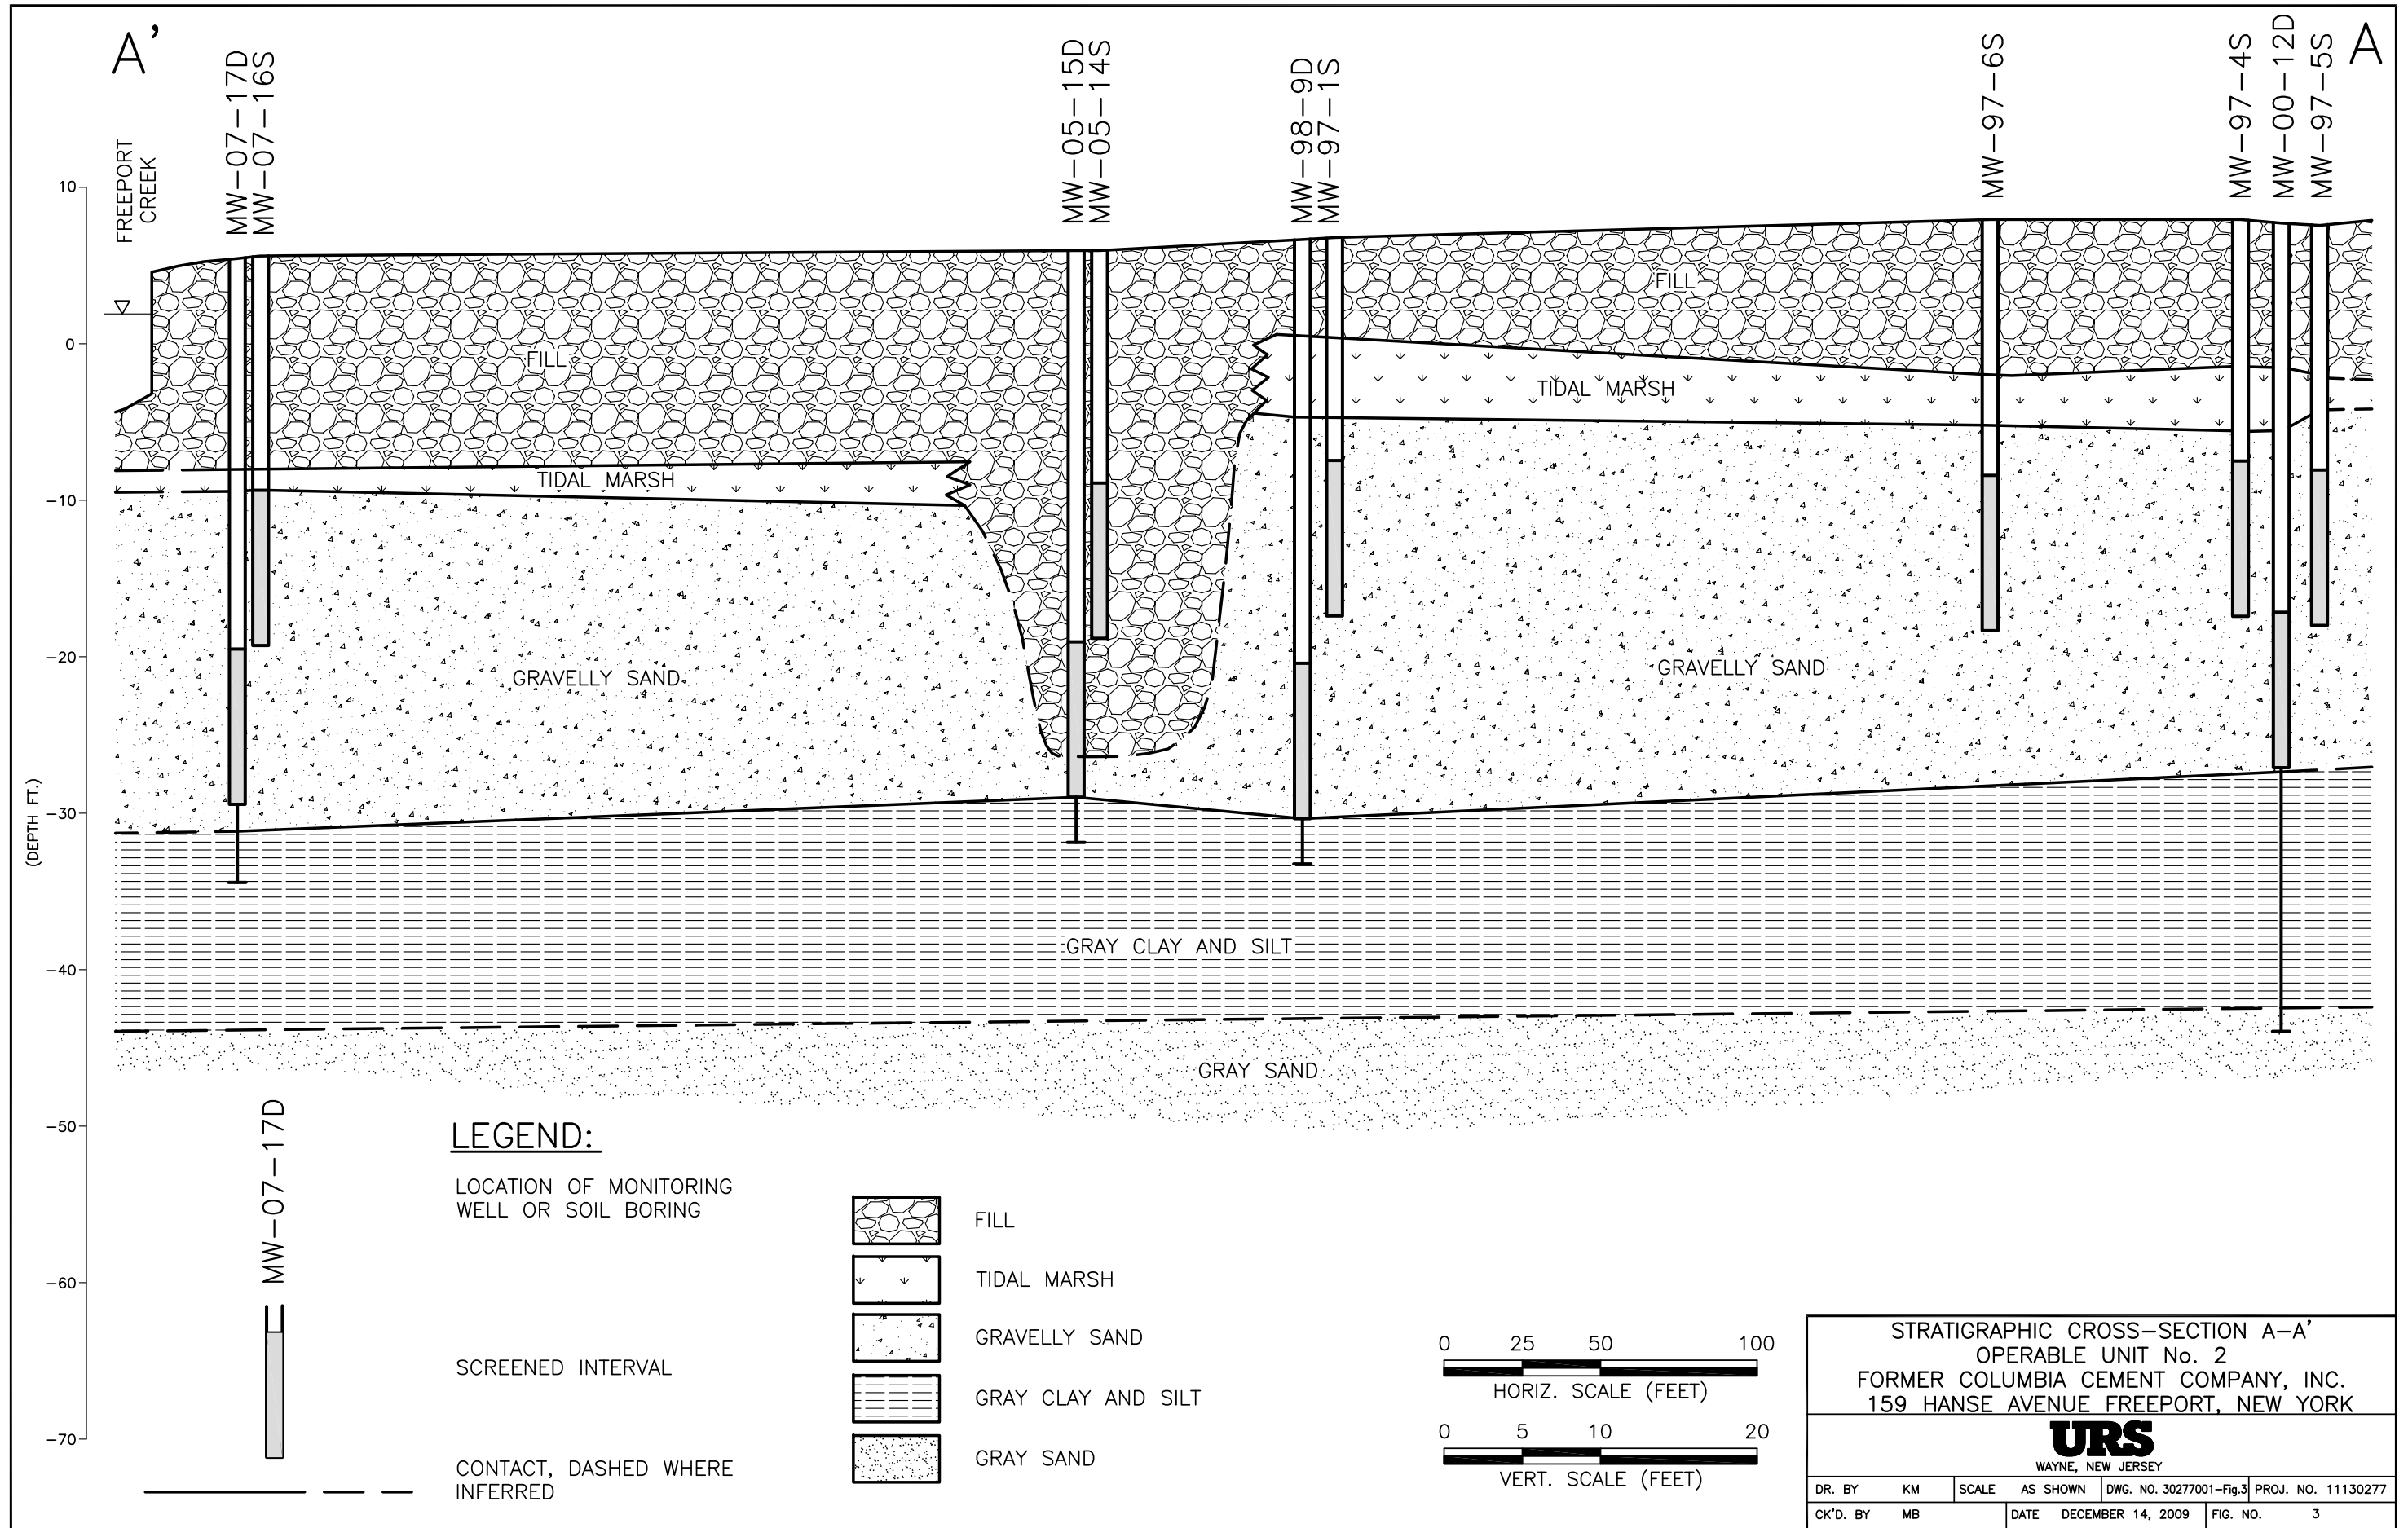 A'
A
MW-07-17D
MW-07-16S
MW-05-15D
MW-05-14S
MW-98-9D
MW-97-1S
MW-97-6S
MW-97-4S
MW-00-12D
MW-97-5S
FREEPORT
CREEK
10
0
-10
-20
-30
-40
-50
-60
-70
(DEPTH FT.)
FILL
FILL
TIDAL MARSH
TIDAL MARSH
GRAVELLY SAND
GRAVELLY SAND
GRAY CLAY AND SILT
GRAY SAND
LEGEND:
MW-07-17D
LOCATION OF MONITORING
WELL OR SOIL BORING
SCREENED INTERVAL
CONTACT, DASHED WHERE
INFERRED
FILL
TIDAL MARSH
GRAVELLY SAND
GRAY CLAY AND SILT
GRAY SAND
0 25 50 100
HORIZ. SCALE (FEET)
0 5 10 20
VERT. SCALE (FEET)
STRATIGRAPHIC CROSS-SECTION A-A'
OPERABLE UNIT No. 2
FORMER COLUMBIA CEMENT COMPANY, INC.
159 HANSE AVENUE FREEPORT, NEW YORK
URS
WAYNE, NEW JERSEY
DR. BY KM SCALE AS SHOWN DWG. NO. 30277001-Fig.3 PROJ. NO. 11130277
CK'D. BY MB DATE DECEMBER 14, 2009 FIG. NO. 3